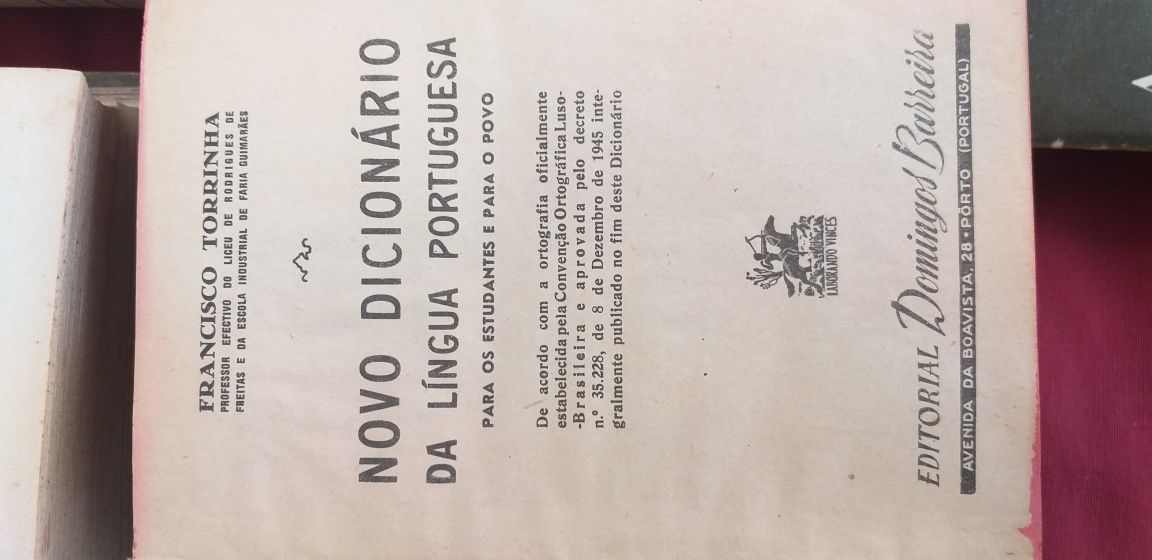 FRANCISCO TORRINHA
PROFESSOR EFECTIVO DO LICEU DE RODRIGUES DE
FREITAS E DA ESCOLA INDUSTRIAL DE FARIA GUIMARÃES
NOVO DICIONÁRIO
DA LÍNGUA PORTUGUESA
PARA OS ESTUDANTES E PARA O POVO
De acordo com a ortografia oficialmente
estabelecida pela Convenção Ortográfica Luso-
-Brasileira e aprovada pelo decreto
n.º 35.228, de 8 de Dezembro de 1945 inte-
gralmente publicado no fim deste Dicionário
LABORANDO VINCES
EDITORIAL Domingos Barreira
AVENIDA DA BOAVISTA, 28 • PÔRTO (PORTUGAL)